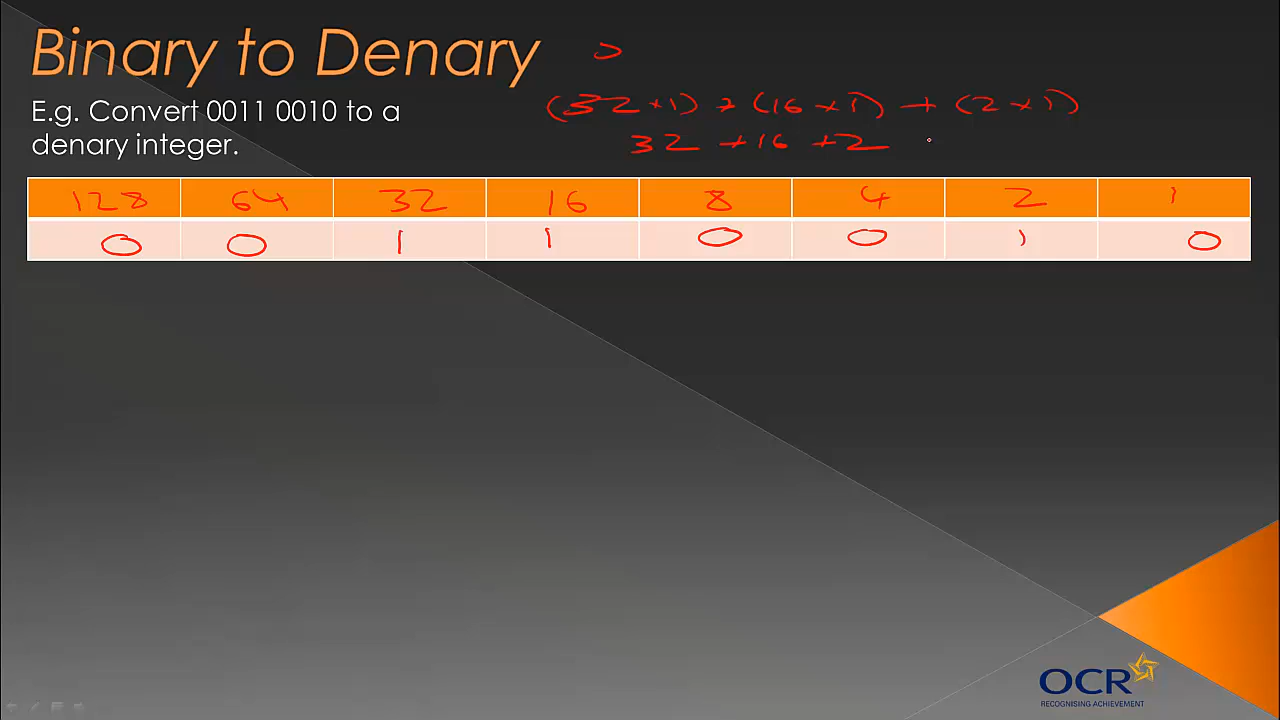 Binary to Denary
E.g. Convert 0011 0010 to a
denary integer.
(32×1) + (16×1) + (2×1)
32 + 16 + 2
128 64 32 16 8 4 2 1
0 0 1 1 0 0 1 0
OCR
RECOGNISING ACHIEVEMENT